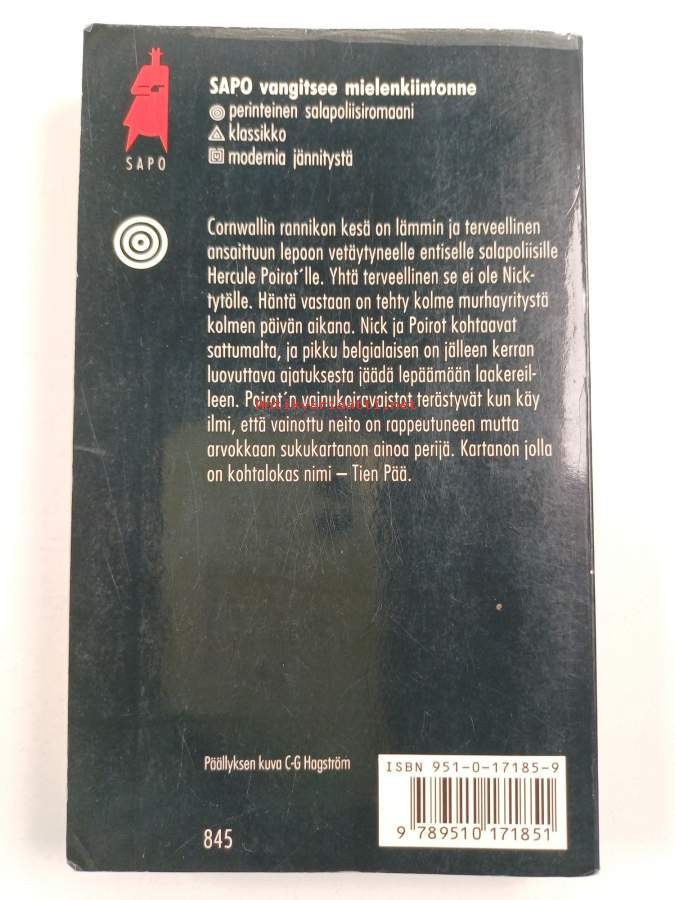 SAPO
SAPO vangitsee mielenkiintonne
perinteinen salapoliisiromaani
klassikko
modernia jännitystä
Cornwallin rannikon kesä on lämmin ja terveellinen
ansaittuun lepoon vetäytyneelle entiselle salapoliisille
Hercule Poirot´lle. Yhtä terveellinen se ei ole Nick-
tytölle. Häntä vastaan on tehty kolme murhayritystä
kolmen päivän aikana. Nick ja Poirot kohtaavat
sattumalta, ja pikku belgialaisen on jälleen kerran
luovuttava ajatuksesta jäädä lepäämään laakereil-
leen. Poirot´n vainukoiravaistot terästyvät kun käy
ilmi, että vainottu neito on rappeutuneen mutta
arvokkaan sukukartanon ainoa perijä. Kartanon jolla
on kohtalokas nimi – Tien Pää.
Päällyksen kuva C-G Hagström
ISBN 951-0-17185-9
9 789510 171851
845